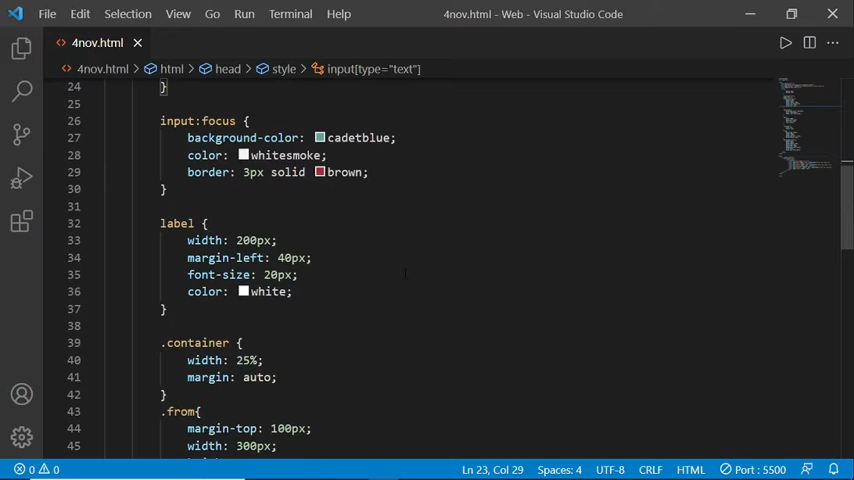 File Edit Selection View Go Run Terminal Help 4nov.html - Web - Visual Studio Code
4nov.html
4nov.html > html > head > style > input[type="text"]
24 }
25
26 input:focus {
27 background-color: cadetblue;
28 color: whitesmoke;
29 border: 3px solid brown;
30 }
31
32 label {
33 width: 200px;
34 margin-left: 40px;
35 font-size: 20px;
36 color: white;
37 }
38
39 .container {
40 width: 25%;
41 margin: auto;
42 }
43 .from{
44 margin-top: 100px;
45 width: 300px;
0 0 Ln 23, Col 29 Spaces: 4 UTF-8 CRLF HTML Port : 5500